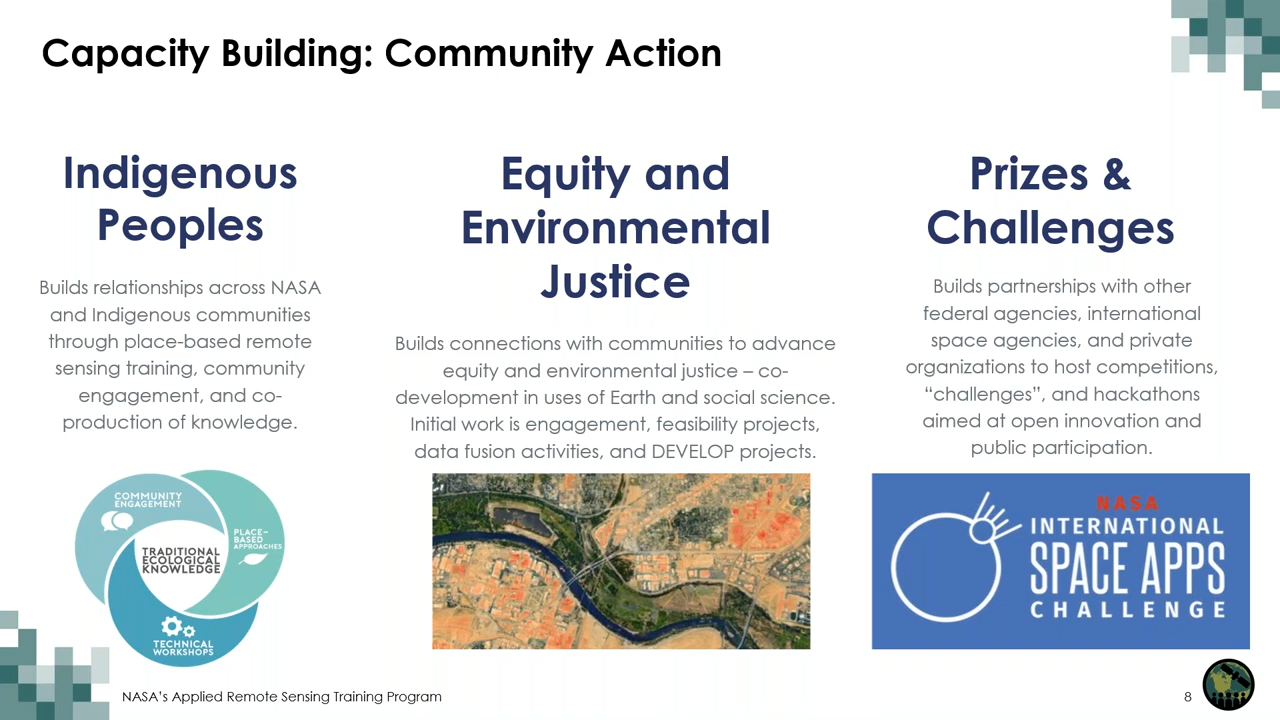 Capacity Building: Community Action
Indigenous
Peoples
Builds relationships across NASA
and Indigenous communities
through place-based remote
sensing training, community
engagement, and co-
production of knowledge.
COMMUNITY
ENGAGEMENT
PLACE-
BASED
APPROACHES
TRADITIONAL
ECOLOGICAL
KNOWLEDGE
TECHNICAL
WORKSHOPS
Equity and
Environmental
Justice
Builds connections with communities to advance
equity and environmental justice – co-
development in uses of Earth and social science.
Initial work is engagement, feasibility projects,
data fusion activities, and DEVELOP projects.
Prizes &
Challenges
Builds partnerships with other
federal agencies, international
space agencies, and private
organizations to host competitions,
“challenges”, and hackathons
aimed at open innovation and
public participation.
NASA
INTERNATIONAL
SPACE APPS
CHALLENGE
NASA’s Applied Remote Sensing Training Program
8